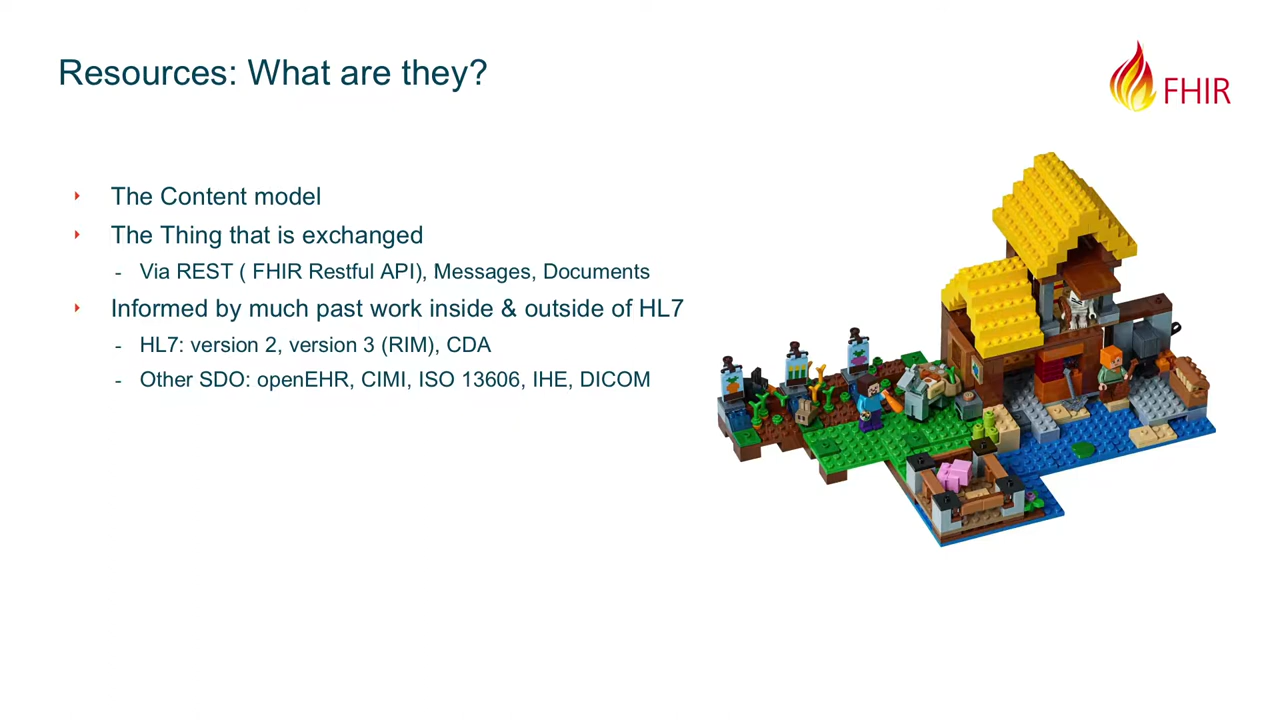 Resources: What are they?
FHIR
The Content model
The Thing that is exchanged
- Via REST ( FHIR Restful API), Messages, Documents
Informed by much past work inside & outside of HL7
- HL7: version 2, version 3 (RIM), CDA
- Other SDO: openEHR, CIMI, ISO 13606, IHE, DICOM